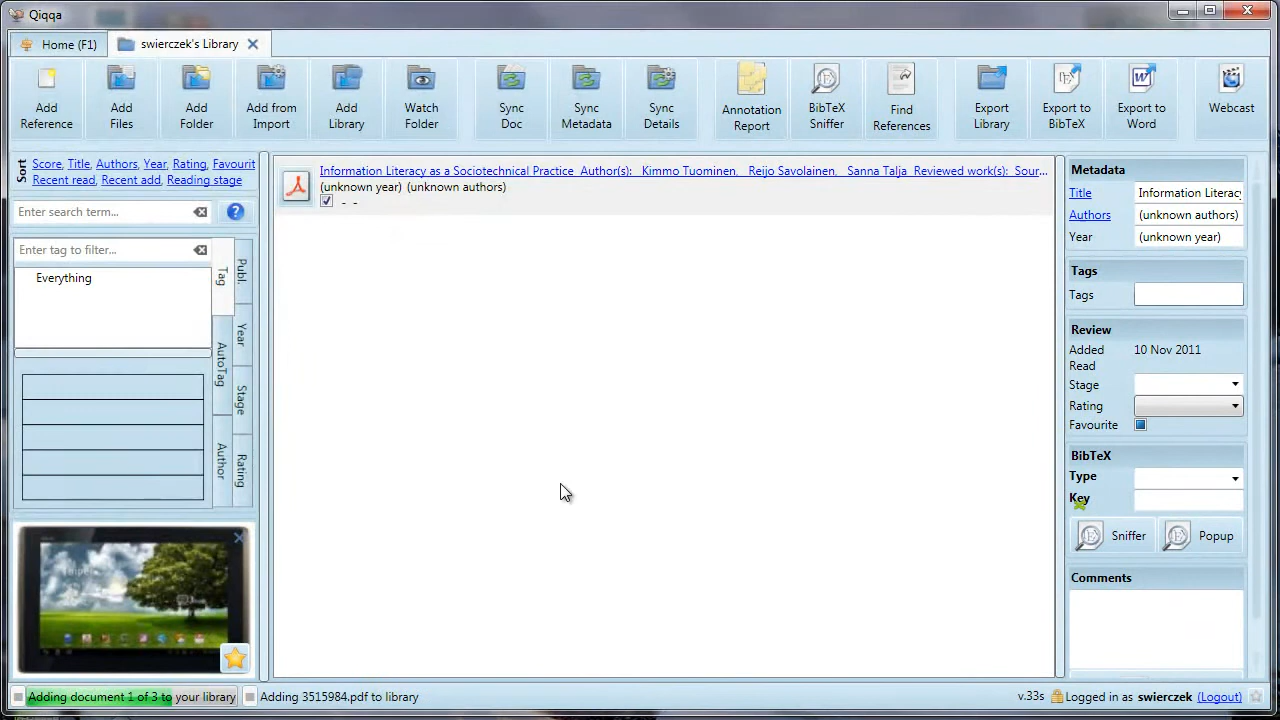 Qiqqa
Home (F1)
swierczek's Library
Add Reference
Add Files
Add Folder
Add from Import
Add Library
Watch Folder
Sync Doc
Sync Metadata
Sync Details
Annotation Report
BibTeX Sniffer
Find References
Export Library
Export to BibTeX
Export to Word
Webcast
Sort
Score, Title, Authors, Year, Rating, Favourit
Recent read, Recent add, Reading stage
Enter search term...
Enter tag to filter...
Everything
Tag
AutoTag
Author
Publ.
Year
Stage
Rating
Information Literacy as a Sociotechnical Practice Author(s): Kimmo Tuominen, Reijo Savolainen, Sanna Talja Reviewed work(s): Sour...
(unknown year) (unknown authors)
- -
Metadata
Title Information Literacy
Authors (unknown authors)
Year (unknown year)
Tags
Tags
Review
Added 10 Nov 2011
Read
Stage
Rating
Favourite
BibTeX
Type
Key
Sniffer Popup
Comments
Adding document 1 of 3 to your library
Adding 3515984.pdf to library
v.33s
Logged in as swierczek (Logout)